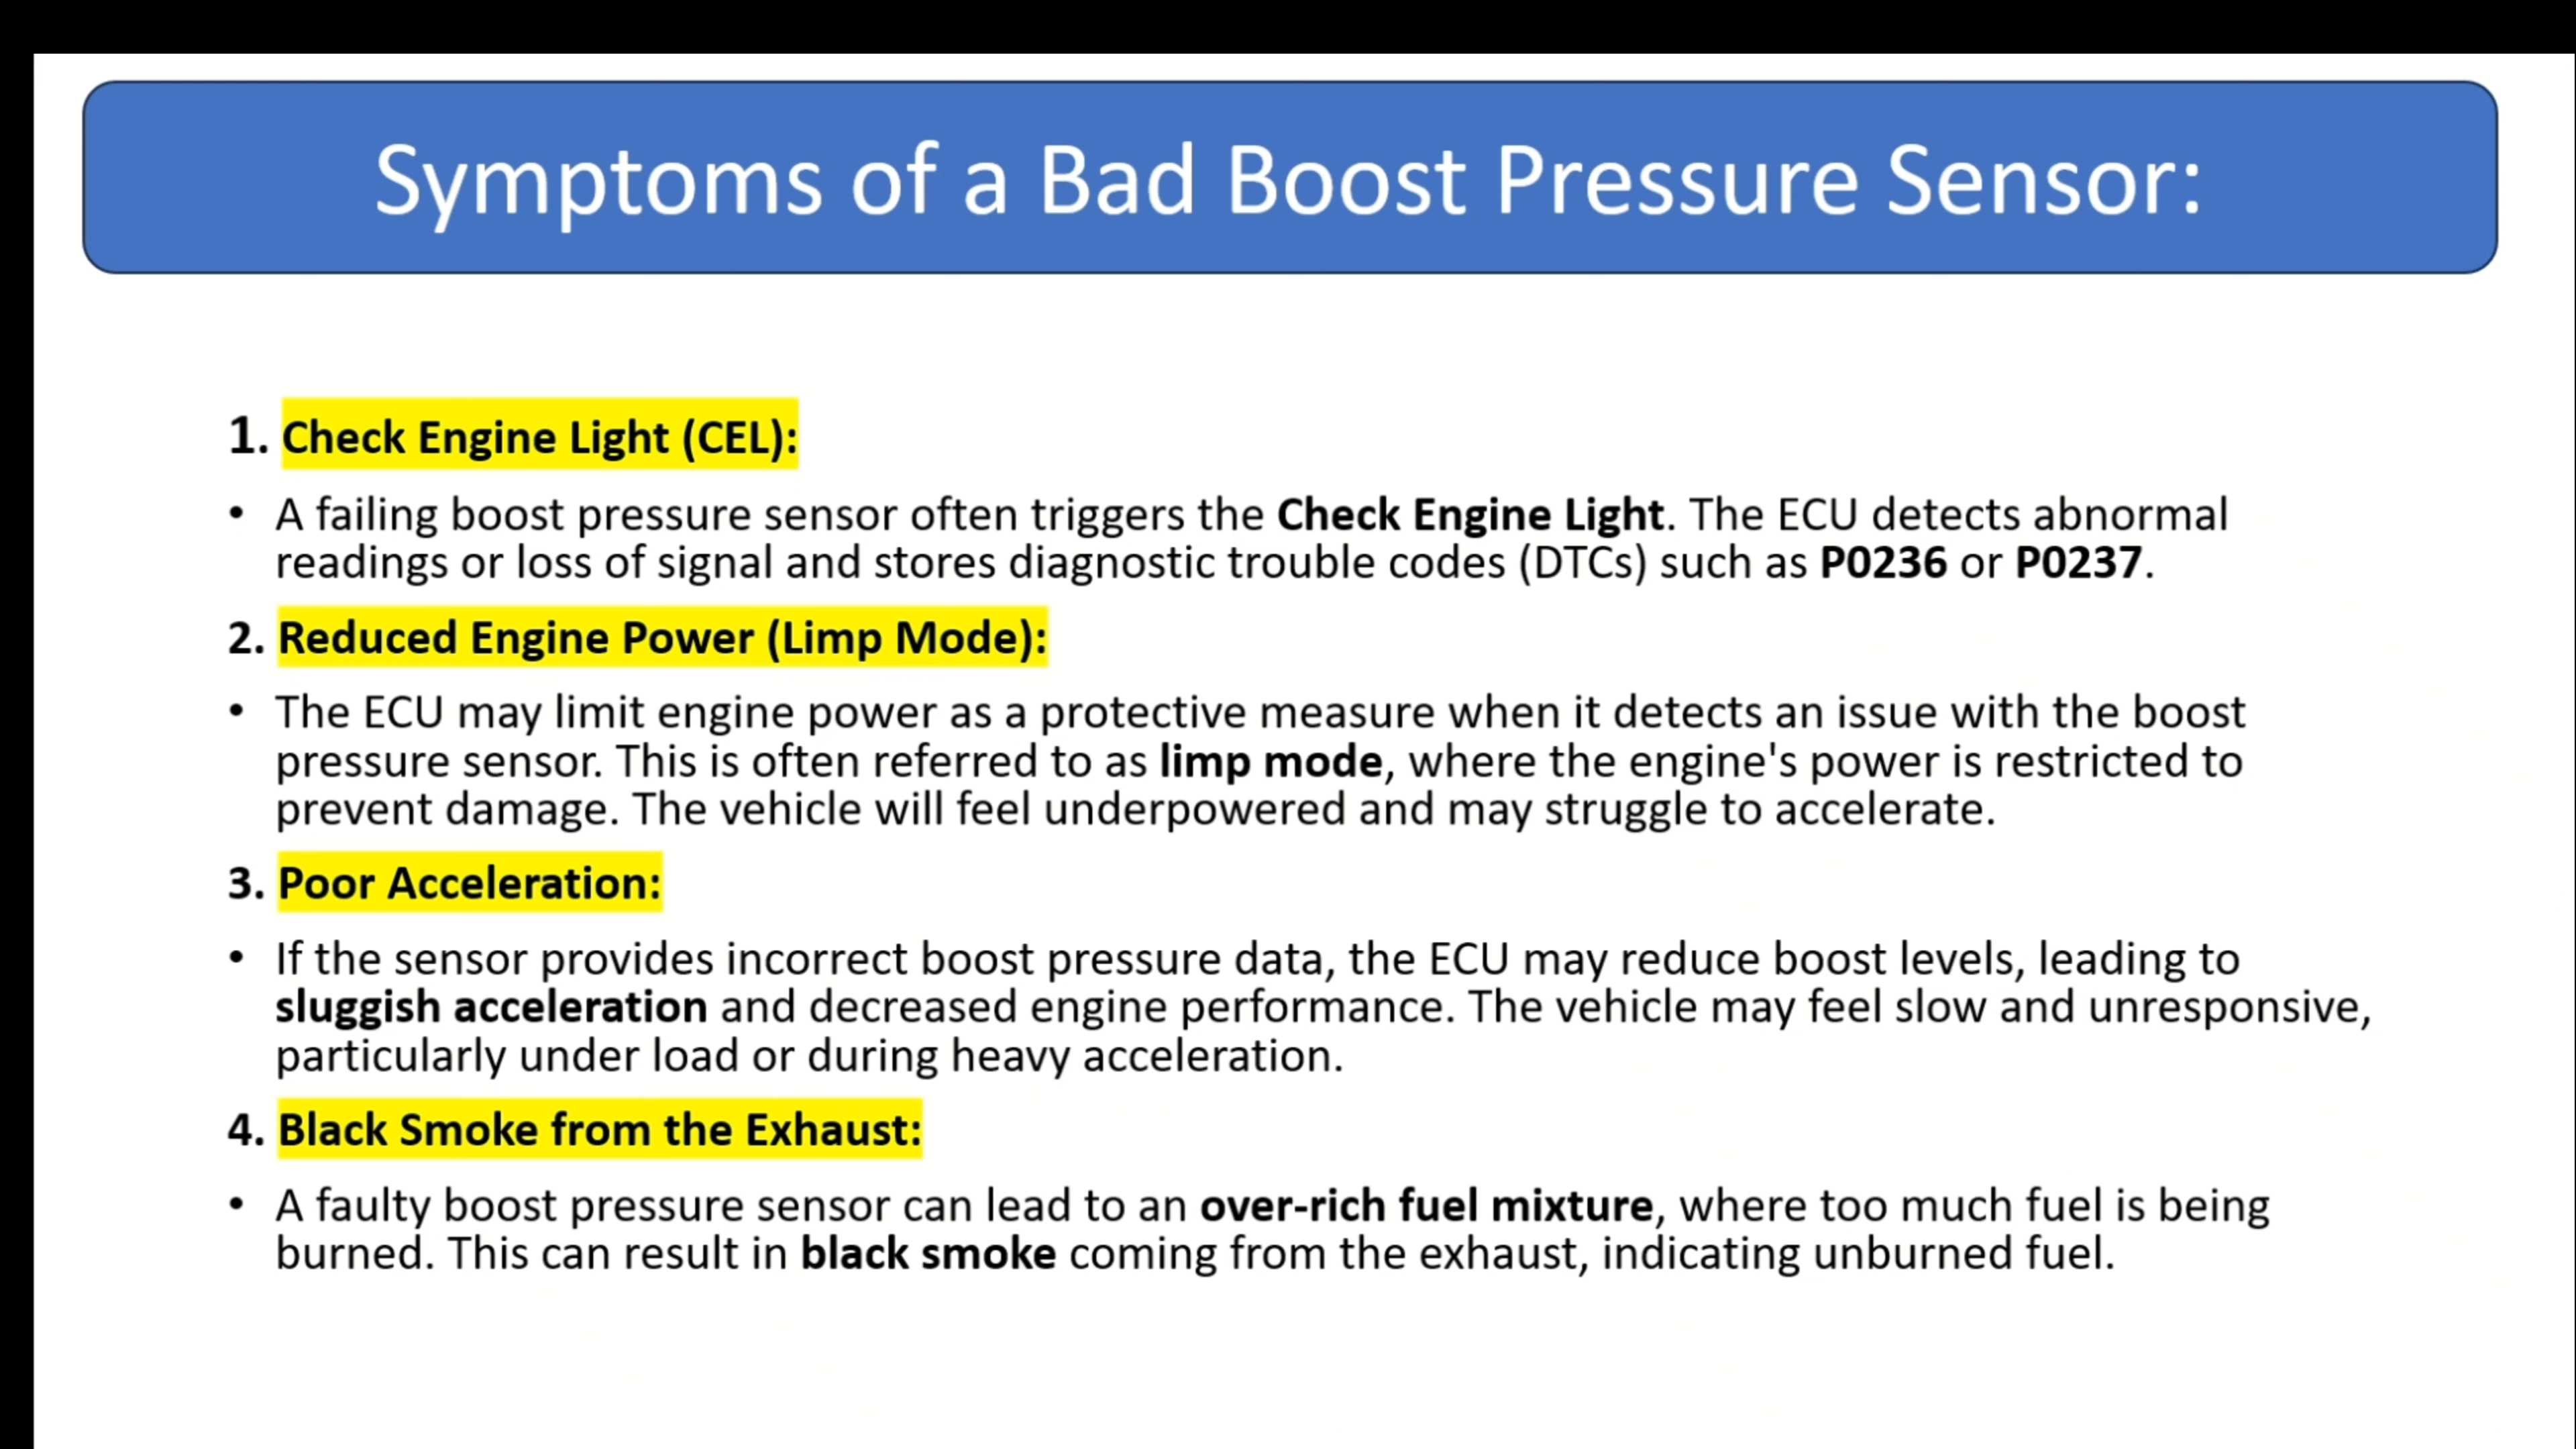 Symptoms of a Bad Boost Pressure Sensor:
1. Check Engine Light (CEL):
• A failing boost pressure sensor often triggers the Check Engine Light. The ECU detects abnormal
readings or loss of signal and stores diagnostic trouble codes (DTCs) such as P0236 or P0237.
2. Reduced Engine Power (Limp Mode):
• The ECU may limit engine power as a protective measure when it detects an issue with the boost
pressure sensor. This is often referred to as limp mode, where the engine's power is restricted to
prevent damage. The vehicle will feel underpowered and may struggle to accelerate.
3. Poor Acceleration:
• If the sensor provides incorrect boost pressure data, the ECU may reduce boost levels, leading to
sluggish acceleration and decreased engine performance. The vehicle may feel slow and unresponsive,
particularly under load or during heavy acceleration.
4. Black Smoke from the Exhaust:
• A faulty boost pressure sensor can lead to an over-rich fuel mixture, where too much fuel is being
burned. This can result in black smoke coming from the exhaust, indicating unburned fuel.